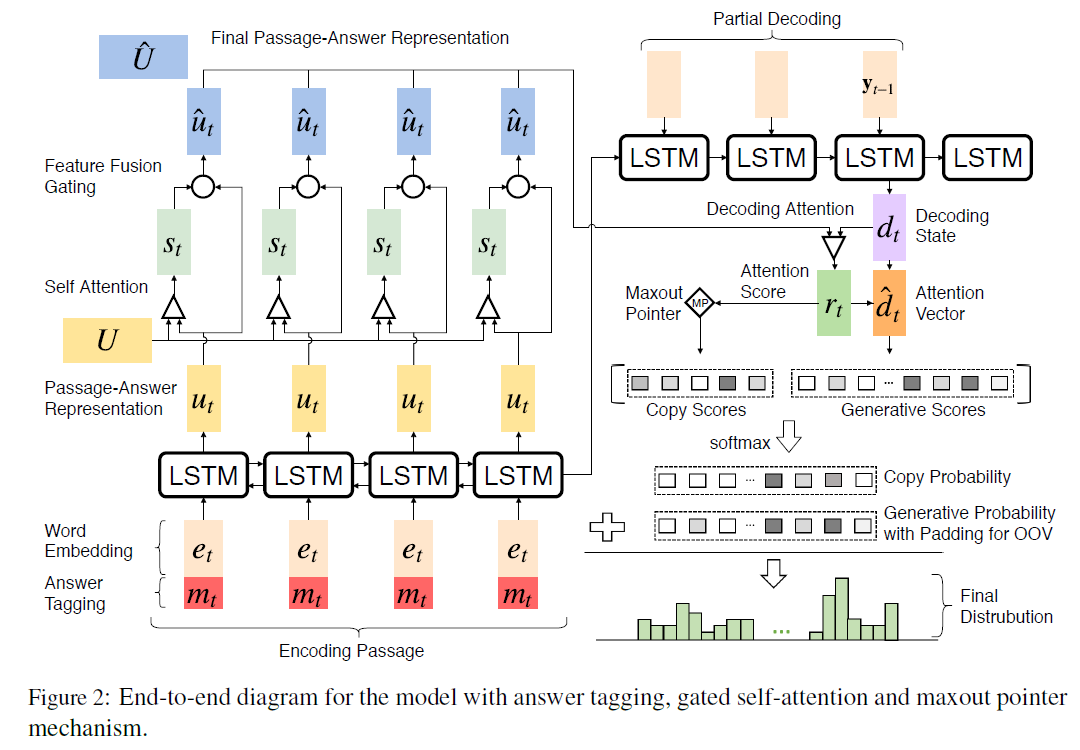 Final Passage-Answer Representation
Û
û_t û_t û_t û_t
Feature Fusion
Gating
s_t s_t s_t s_t
Self Attention
U
Passage-Answer
Representation
u_t u_t u_t u_t
LSTM LSTM LSTM LSTM
Word
Embedding
e_t e_t e_t e_t
Answer
Tagging
m_t m_t m_t m_t
Encoding Passage
Partial Decoding
y_{t-1}
LSTM LSTM LSTM LSTM
Decoding Attention
d_t
Decoding
State
Attention
Score
Maxout
Pointer
MP
r_t
d̂_t
Attention
Vector
Copy Scores
Generative Scores
softmax
...
Copy Probability
...
Generative Probability
with Padding for OOV
...
Final
Distrubution
Figure 2: End-to-end diagram for the model with answer tagging, gated self-attention and maxout pointer
mechanism.